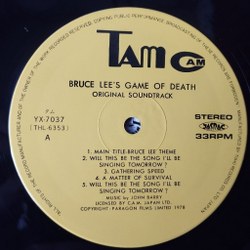 TAM CAM
BRUCE LEE'S GAME OF DEATH
ORIGINAL SOUNDTRACK
YX-7037
(THL-6353)
A
STEREO
33RPM
1. MAIN TITLE-BRUCE LEE THEME
2. WILL THIS BE THE SONG I'LL BE
SINGING TOMORROW?
3. GATHERING SPEED
4. A MATTER OF SURVIVAL
5. WILL THIS BE THE SONG I'LL BE
SINGING TOMORROW?
MUSIC by JOHN BARRY
LICENSED BY C.A.M. JAPAN LTD.
COPYRIGHT: PARAGON FILMS LIMITED 1978